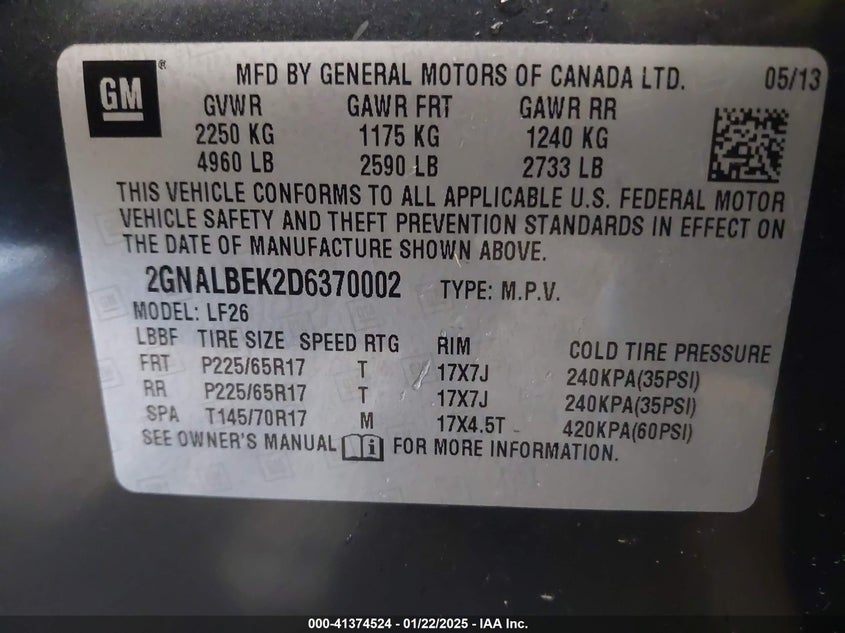 GM ® MFD BY GENERAL MOTORS OF CANADA LTD. 05/13
GVWR GAWR FRT GAWR RR
2250 KG 1175 KG 1240 KG
4960 LB 2590 LB 2733 LB
THIS VEHICLE CONFORMS TO ALL APPLICABLE U.S. FEDERAL MOTOR
VEHICLE SAFETY AND THEFT PREVENTION STANDARDS IN EFFECT ON
THE DATE OF MANUFACTURE SHOWN ABOVE.
2GNALBEK2D6370002 TYPE: M.P.V.
MODEL: LF26
LBBF TIRE SIZE SPEED RTG RIM COLD TIRE PRESSURE
FRT P225/65R17 T 17X7J 240KPA(35PSI)
RR P225/65R17 T 17X7J 240KPA(35PSI)
SPA T145/70R17 M 17X4.5T 420KPA(60PSI)
SEE OWNER'S MANUAL i FOR MORE INFORMATION.
000-41374524 - 01/22/2025 - IAAI Inc.